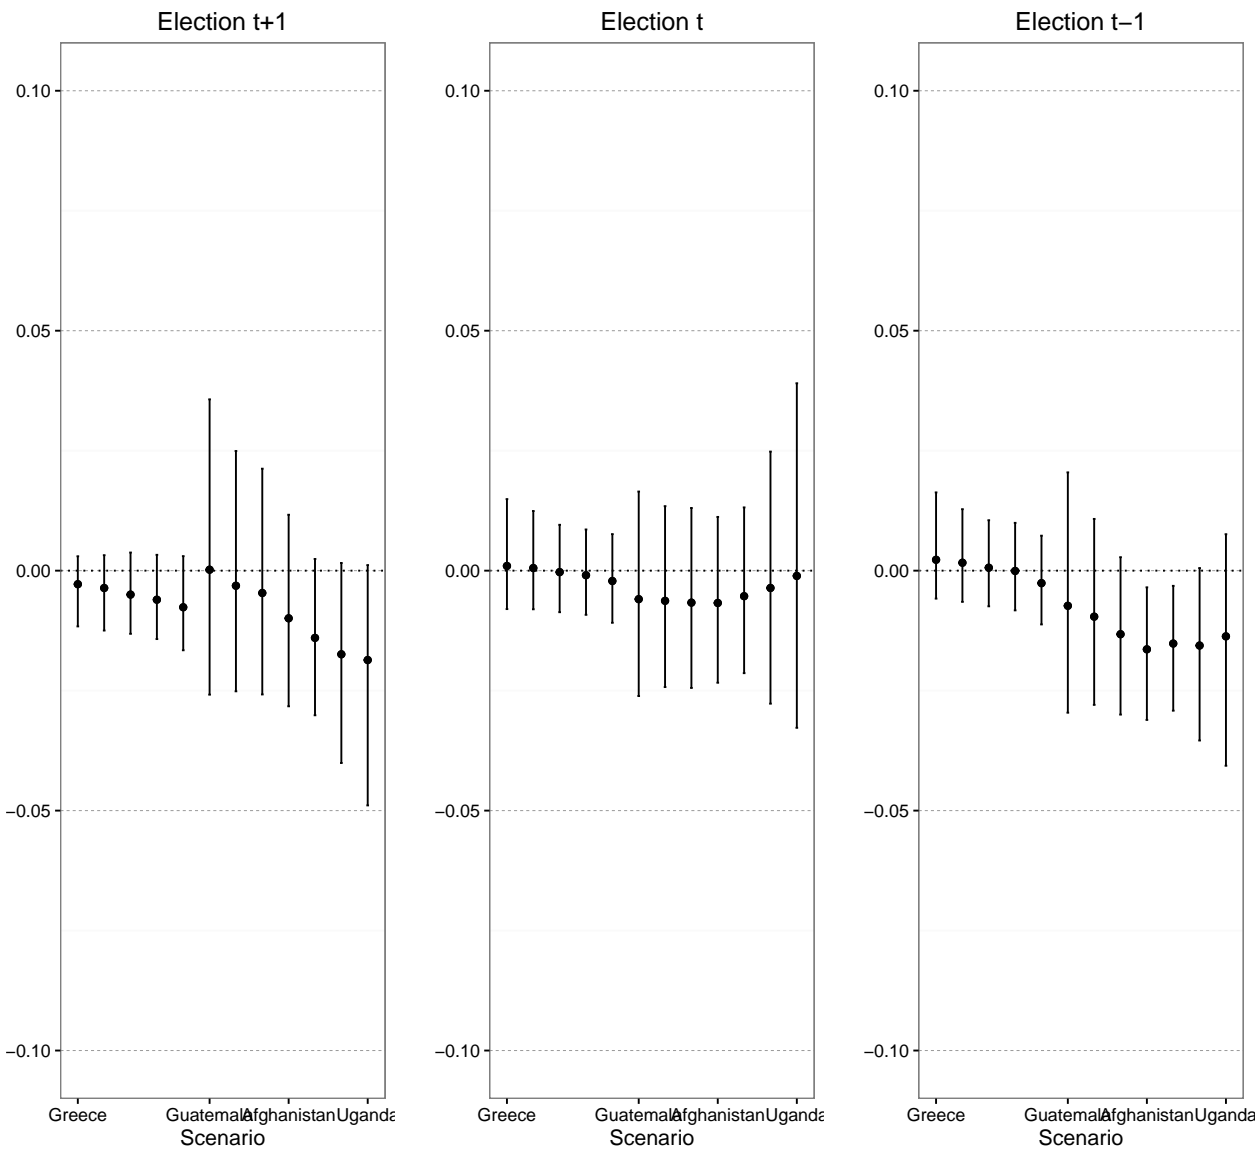 Election t+1
Election t
Election t−1
0.10
0.05
0.00
−0.05
−0.10
Greece
Guatemala
Afghanistan
Uganda
Scenario
0.10
0.05
0.00
−0.05
−0.10
Greece
Guatemala
Afghanistan
Uganda
Scenario
0.10
0.05
0.00
−0.05
−0.10
Greece
Guatemala
Afghanistan
Uganda
Scenario